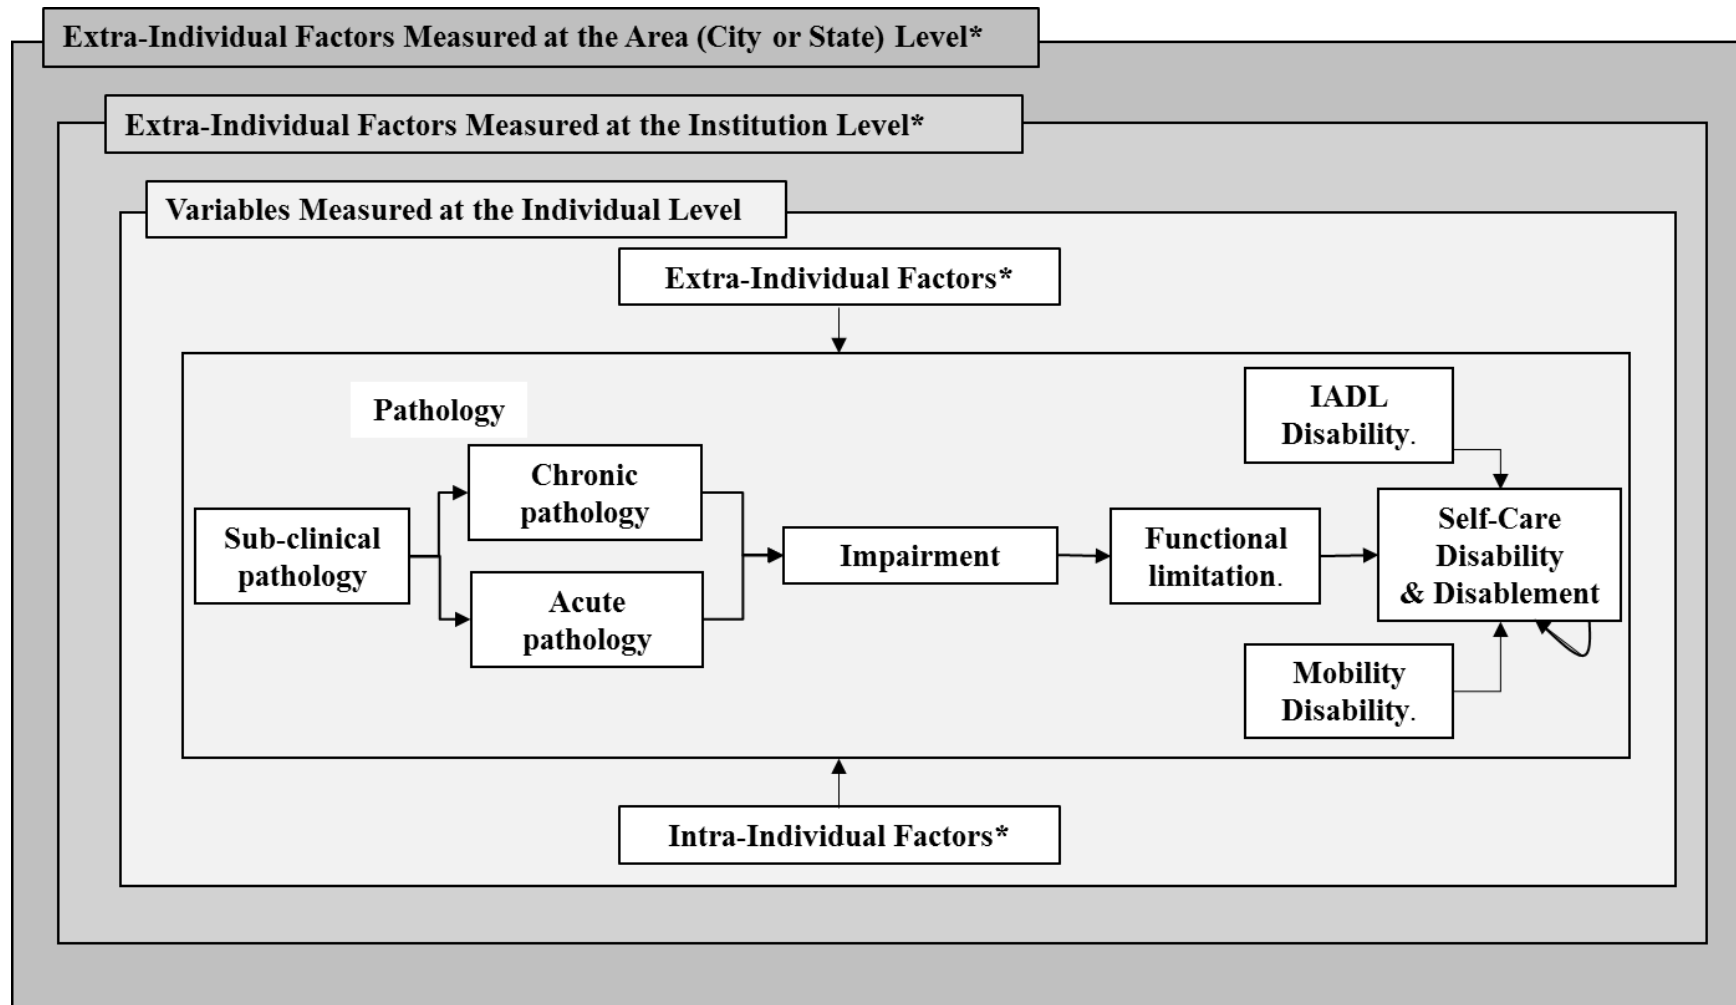 Extra-Individual Factors Measured at the Area (City or State) Level*
Extra-Individual Factors Measured at the Institution Level*
Variables Measured at the Individual Level
Extra-Individual Factors*
Pathology
Sub-clinical
pathology
Chronic
pathology
Acute
pathology
Impairment
Functional
limitation.
IADL
Disability.
Self-Care
Disability
& Disablement
Mobility
Disability.
Intra-Individual Factors*